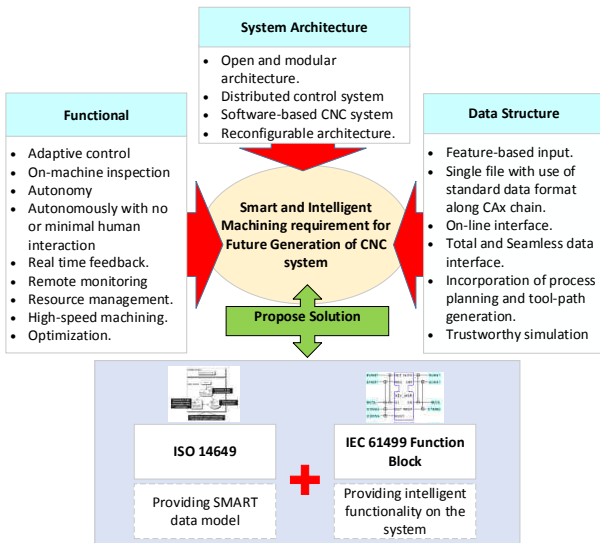 System Architecture
• Open and modular
architecture.
• Distributed control system
• Software-based CNC system
• Reconfigurable architecture.
Functional
• Adaptive control
• On-machine inspection
• Autonomy
• Autonomously with no
or minimal human
interaction
• Real time feedback.
• Remote monitoring
• Resource management.
• High-speed machining.
• Optimization.
Smart and Intelligent
Machining requirement for
Future Generation of CNC
system
Data Structure
• Feature-based input.
• Single file with use of
standard data format
along CAx chain.
• On-line interface.
• Total and Seamless data
interface.
• Incorporation of process
planning and tool-path
generation.
• Trustworthy simulation
Propose Solution
ISO 14649
Providing SMART
data model
IEC 61499 Function
Block
Providing intelligent
functionality on the
system